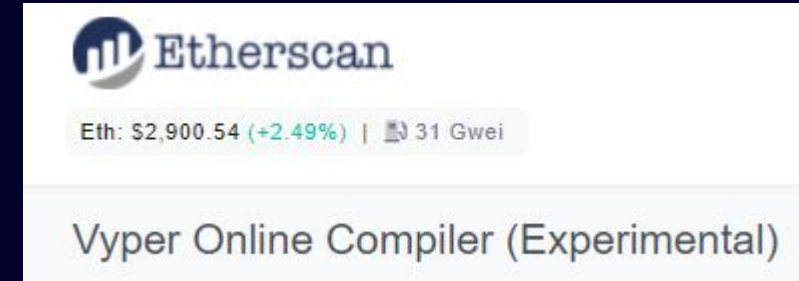 Etherscan
Eth: $2,900.54 (+2.49%) | 31 Gwei
Vyper Online Compiler (Experimental)